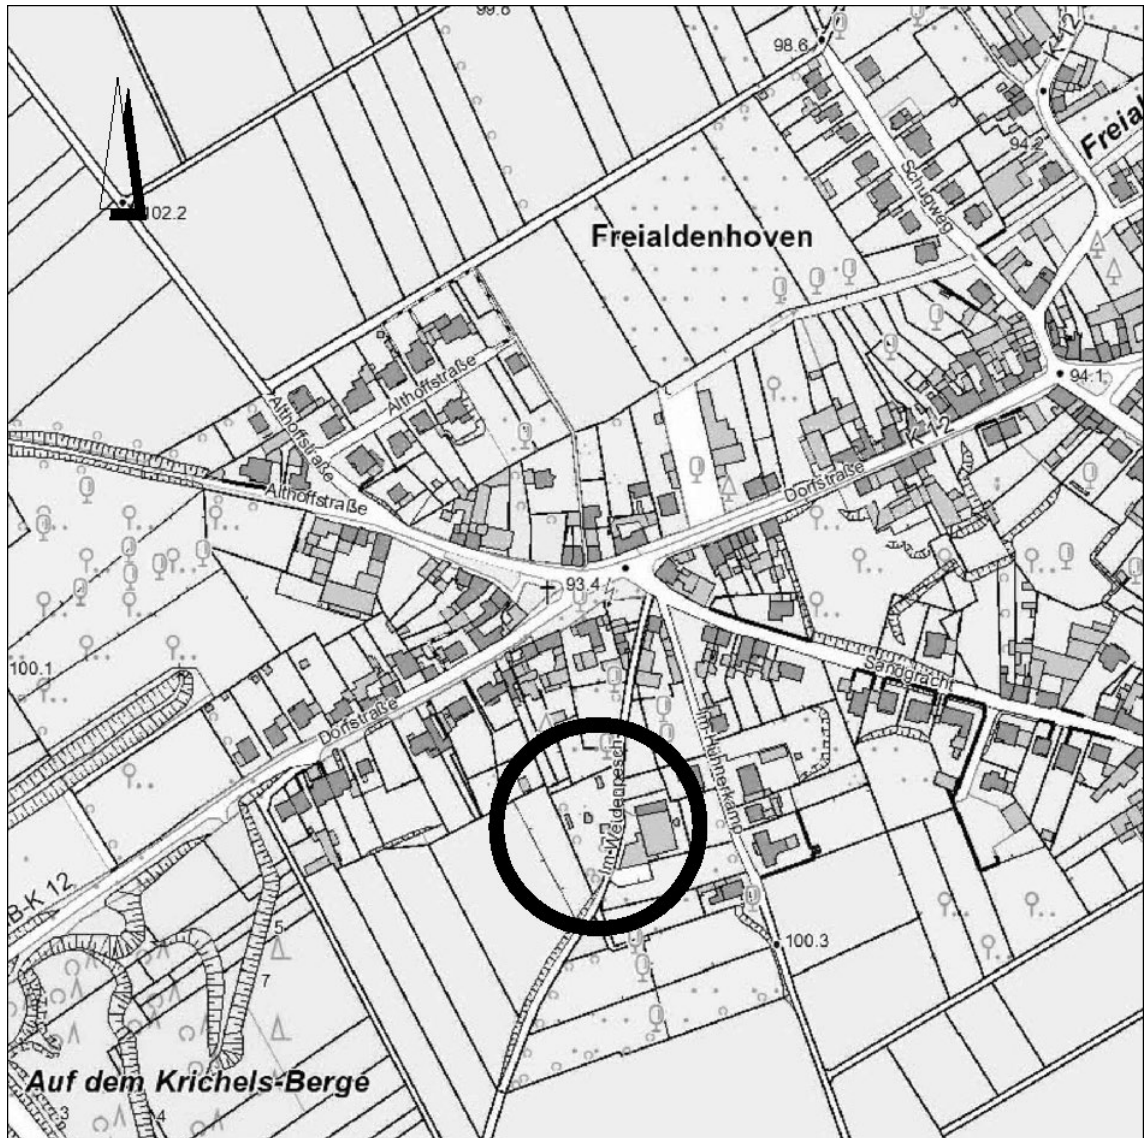 99.8
98.6
K 12
Freial
94.2
Schugweg
102.2
Freialdenhoven
Althoffstraße
Althoffstraße
Althoffstraße
94.1
K 12
Dorfstraße
93.4
100.1
Sandgracht
Dorfstraße
Im Hühnerkamp
Im Weidenpesch
B-K 12
5
7
100.3
Auf dem Krichels-Berge
3
4